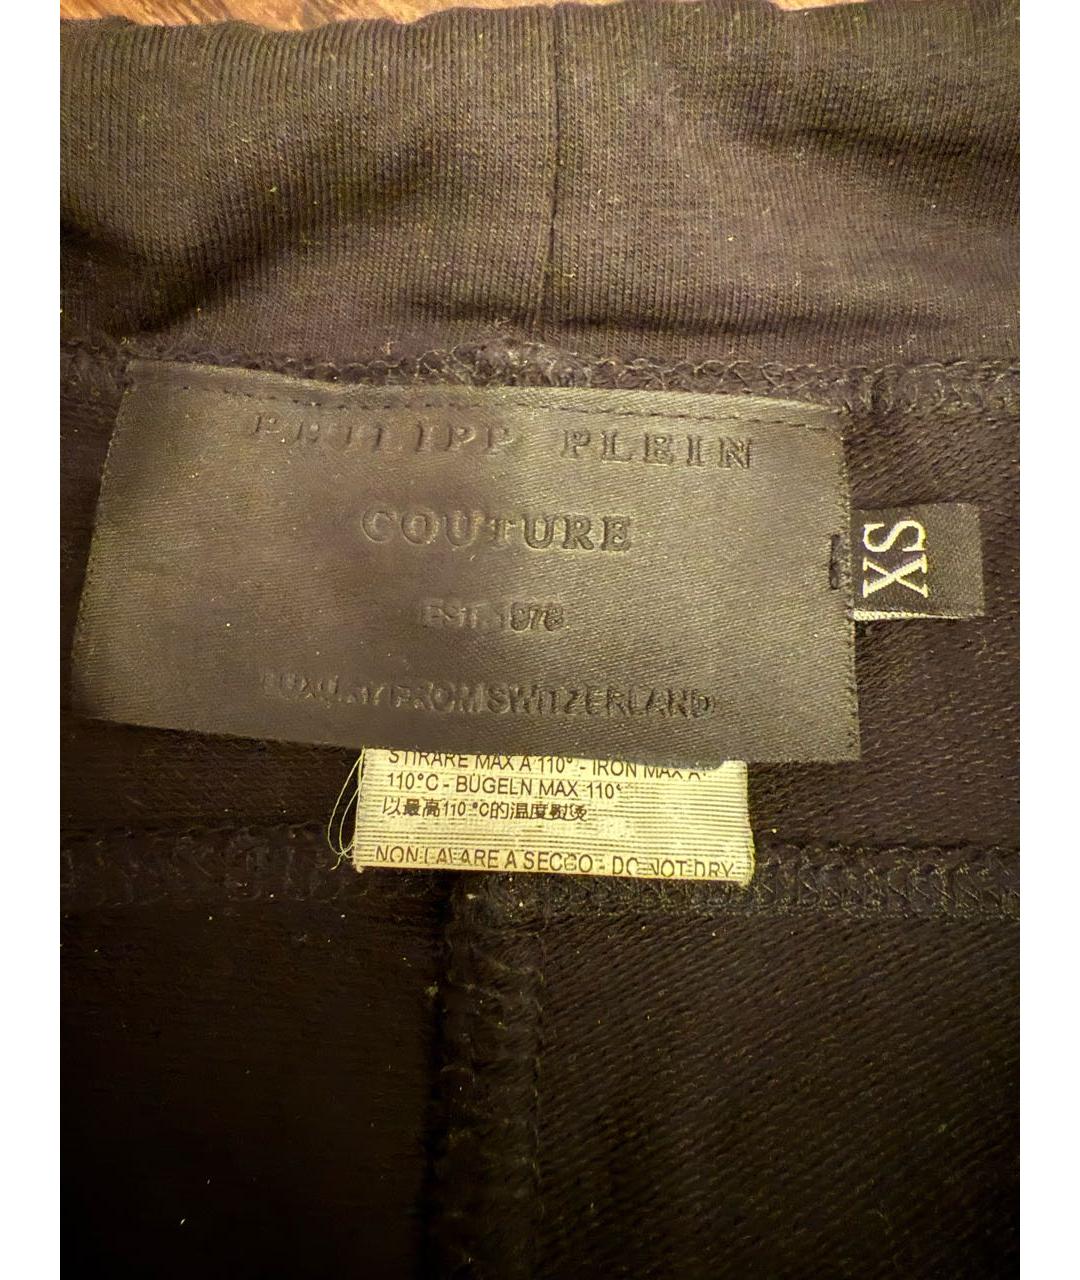 PHILIPP PLEIN
COUTURE
EST. 1978
LUXURY FROM SWITZERLAND
XS
STIRARE MAX A 110° - IRON MAX A
110°C - BÜGELN MAX 110°
以最高110 °C的温度熨烫
NON LAVARE A SECCO - DO NOT DRY